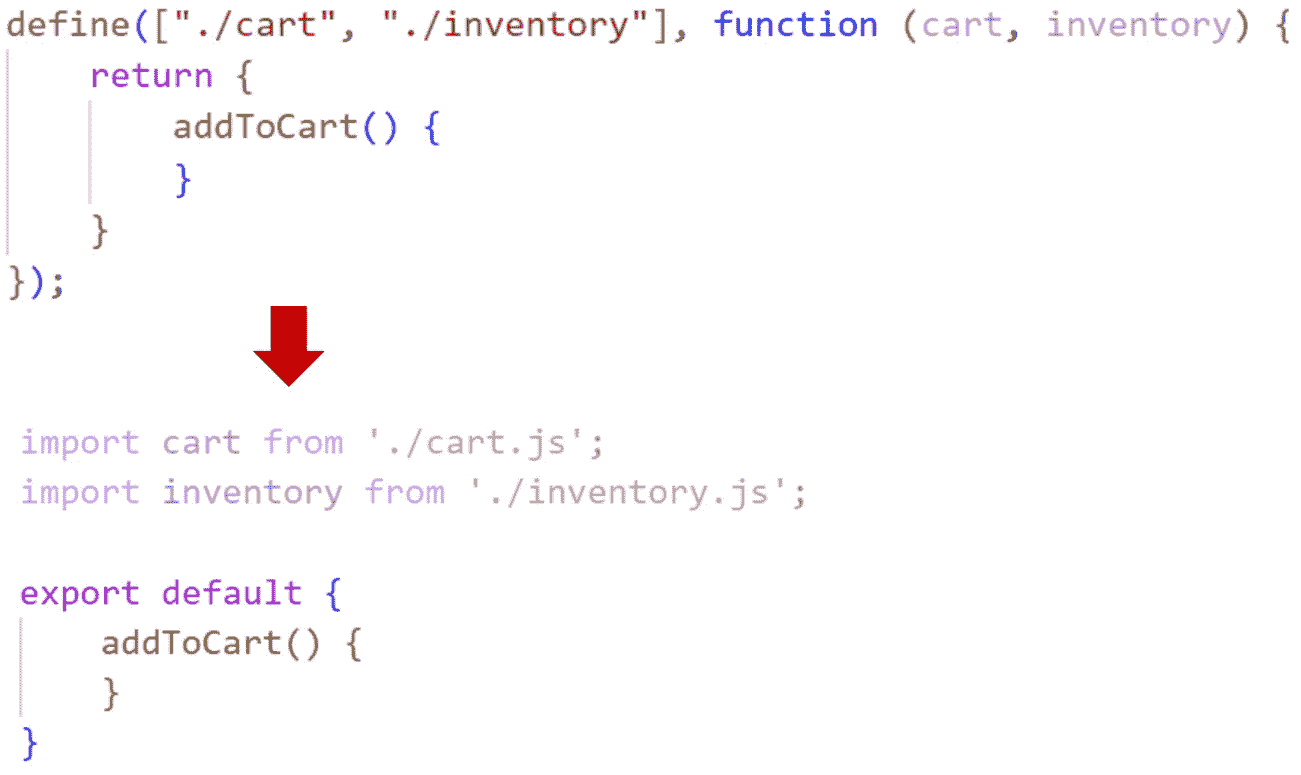 define(["./cart", "./inventory"], function (cart, inventory) {
return {
addToCart() {
}
}
});
import cart from './cart.js';
import inventory from './inventory.js';
export default {
addToCart() {
}
}